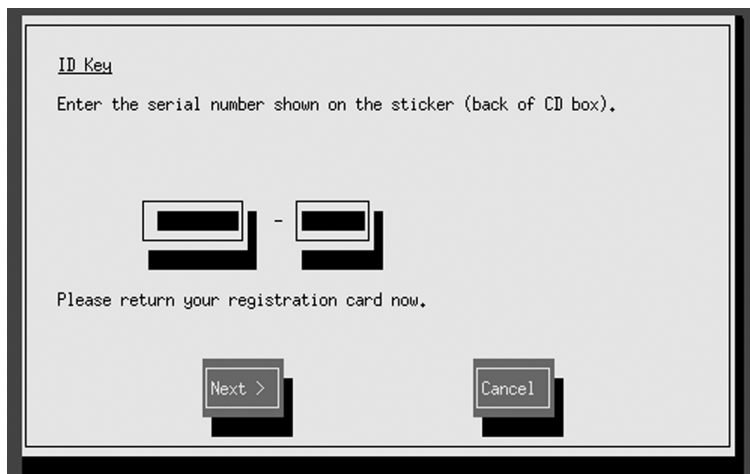 ID Key
Enter the serial number shown on the sticker (back of CD box).
-
Please return your registration card now.
Next >
Cancel